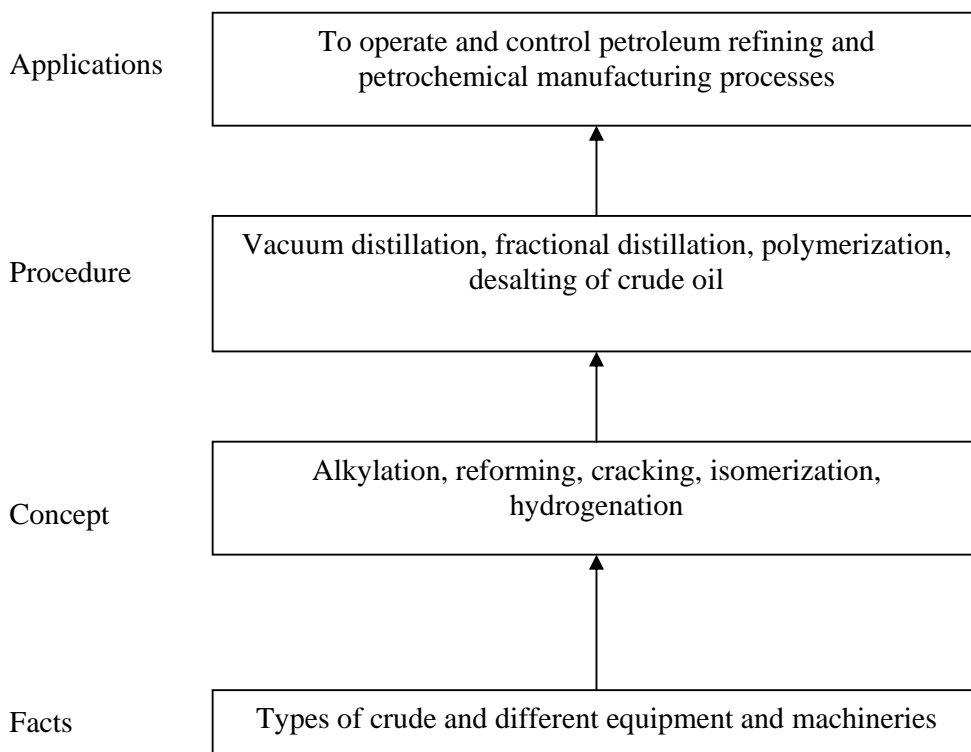 Applications
To operate and control petroleum refining and
petrochemical manufacturing processes
Procedure
Vacuum distillation, fractional distillation, polymerization,
desalting of crude oil
Concept
Alkylation, reforming, cracking, isomerization,
hydrogenation
Facts
Types of crude and different equipment and machineries